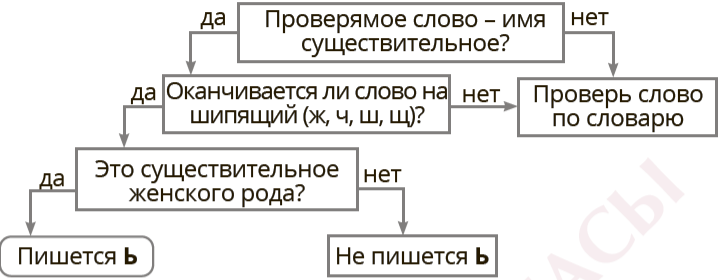 да
Проверямое слово – имя
существительное?
нет
да
Оканчивается ли слово на
шипящий (ж, ч, ш, щ)?
нет
Проверь слово
по словарю
да
Это существительное
женского рода?
нет
Пишется Ь
Не пишется Ь